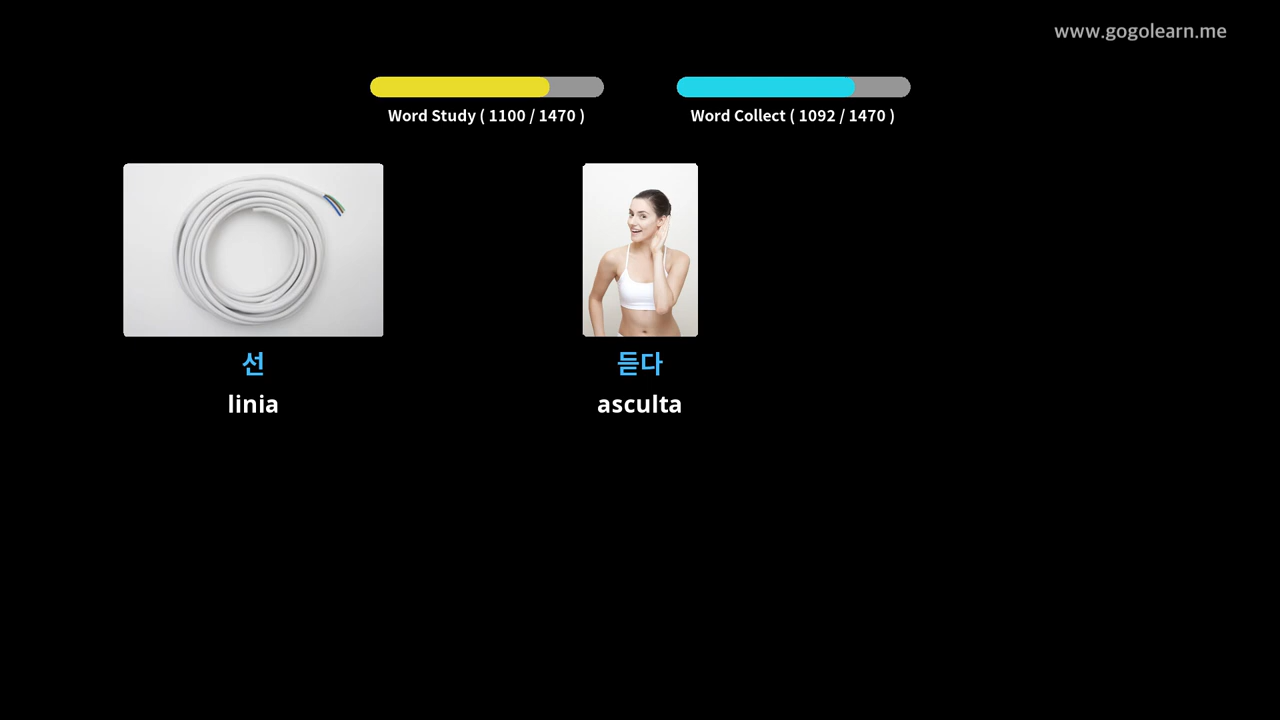 www.gogolearn.me
Word Study ( 1100 / 1470 )
Word Collect ( 1092 / 1470 )
선
linia
듣다
asculta